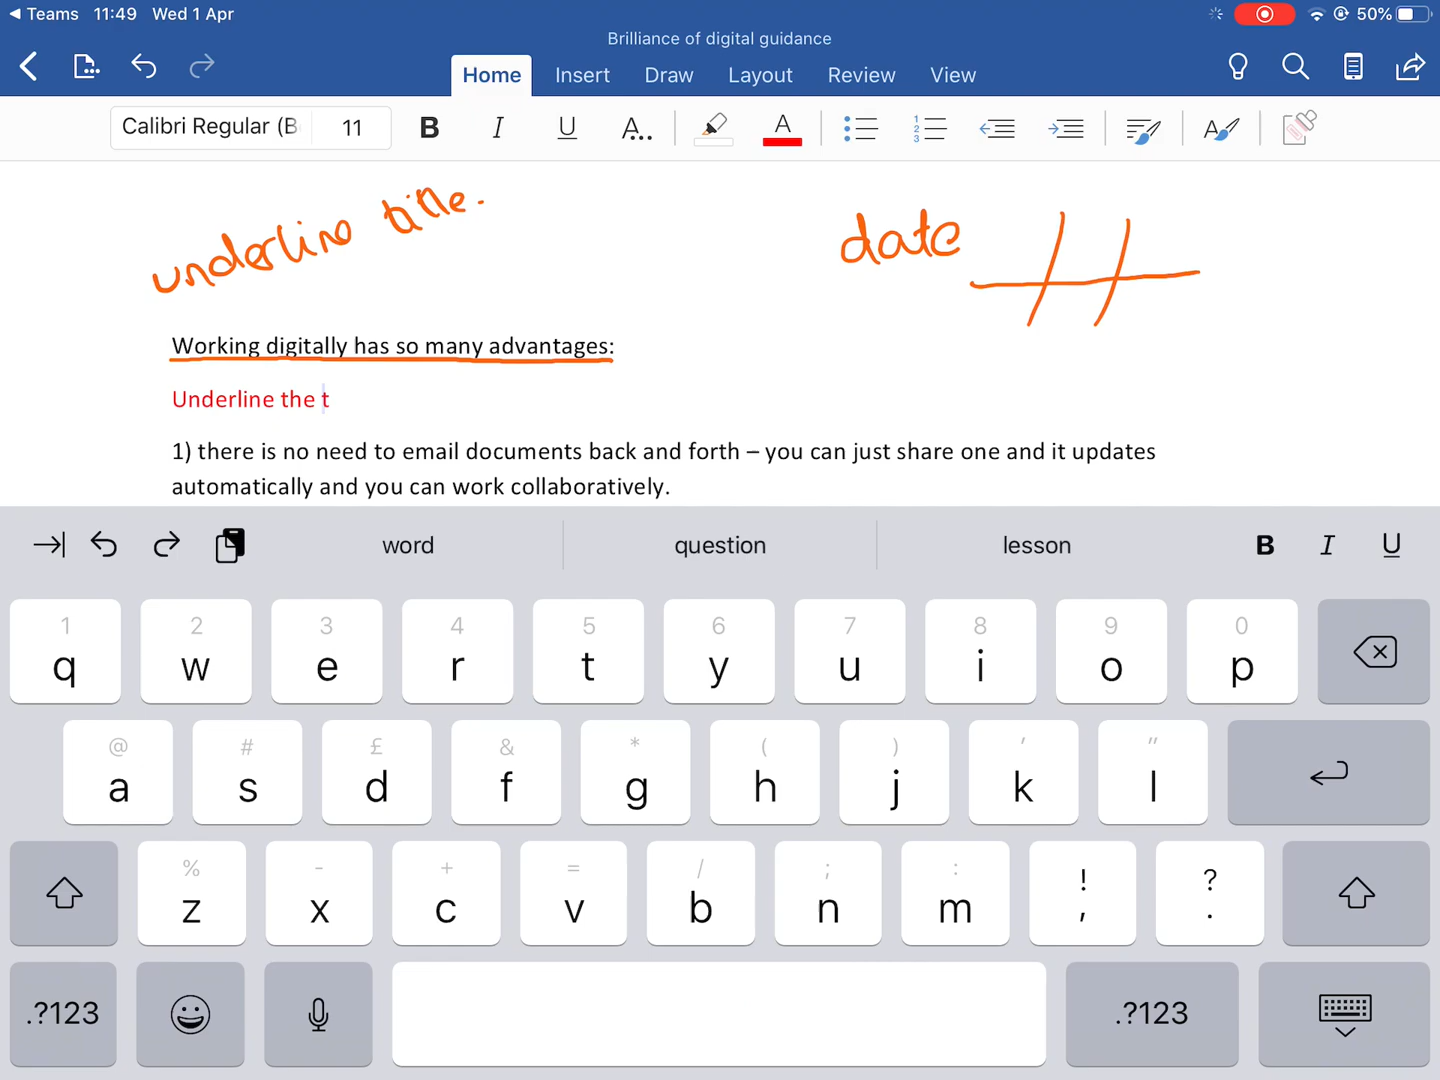 Teams 11:49 Wed 1 Apr 50%
Brilliance of digital guidance
Home Insert Draw Layout Review View
Calibri Regular (B 11 B I U A.. A
underline title.
date
Working digitally has so many advantages:
Underline the t
1) there is no need to email documents back and forth – you can just share one and it updates
automatically and you can work collaboratively.
word question lesson B I U
1 2 3 4 5 6 7 8 9 0
q w e r t y u i o p
@ # £ & * ( ) ' "
a s d f g h j k l
% - + = / ; : ! ?
z x c v b n m , .
.?123 .?123